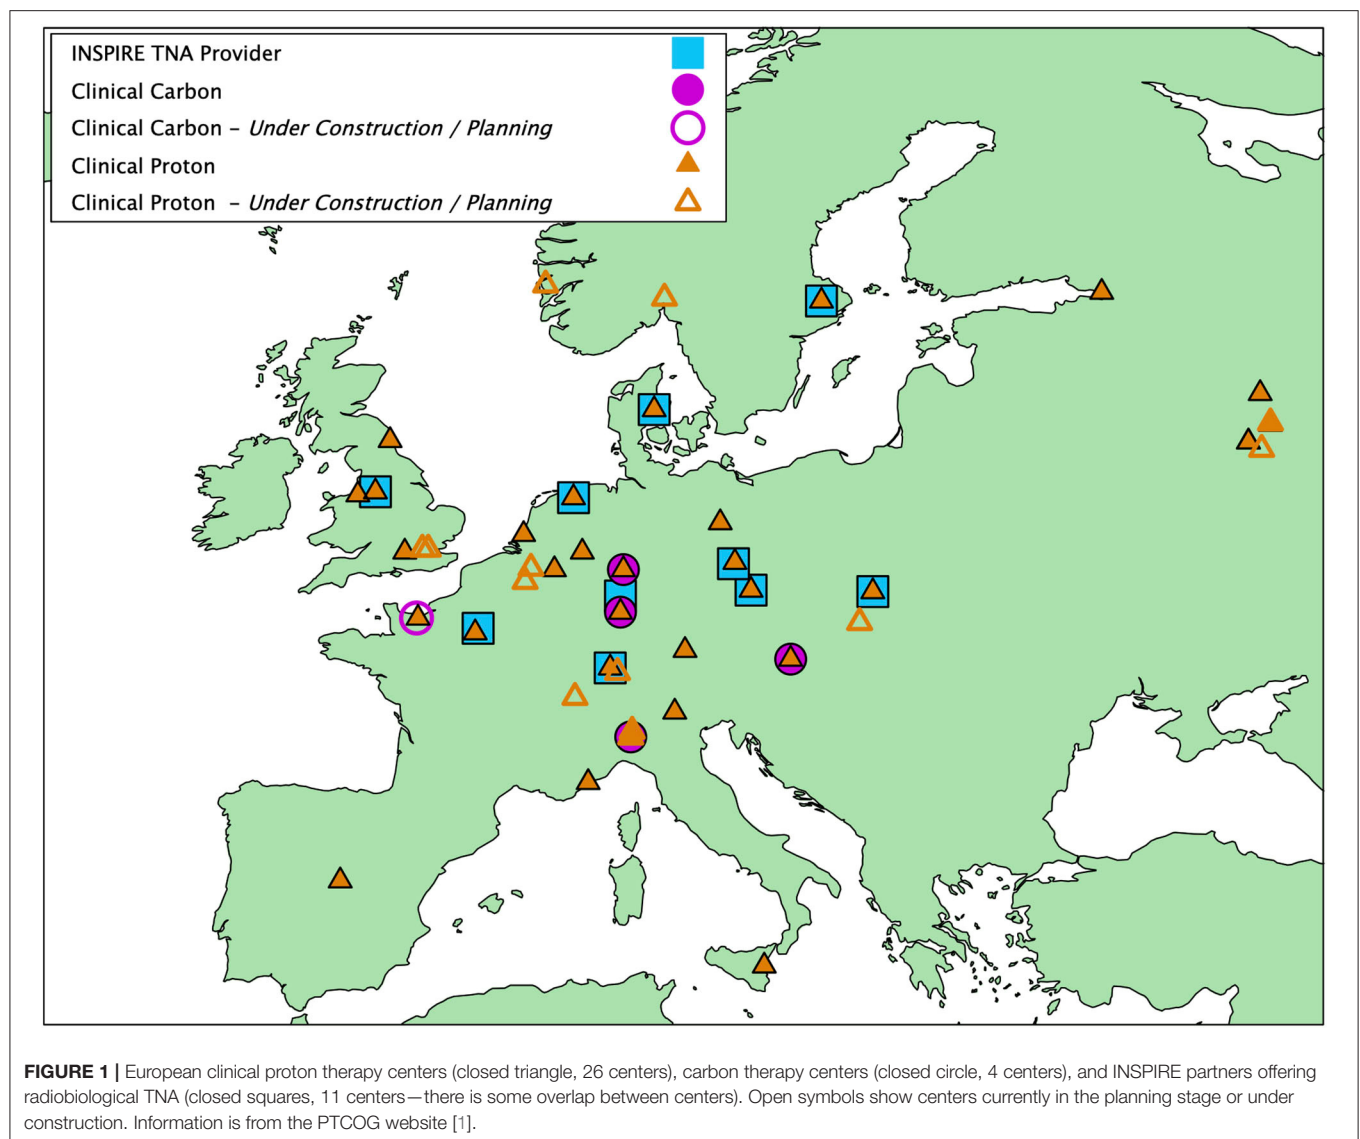 INSPIRE TNA Provider
Clinical Carbon
Clinical Carbon – Under Construction / Planning
Clinical Proton
Clinical Proton – Under Construction / Planning
FIGURE 1 | European clinical proton therapy centers (closed triangle, 26 centers), carbon therapy centers (closed circle, 4 centers), and INSPIRE partners offering
radiobiological TNA (closed squares, 11 centers—there is some overlap between centers). Open symbols show centers currently in the planning stage or under
construction. Information is from the PTCOG website [1].